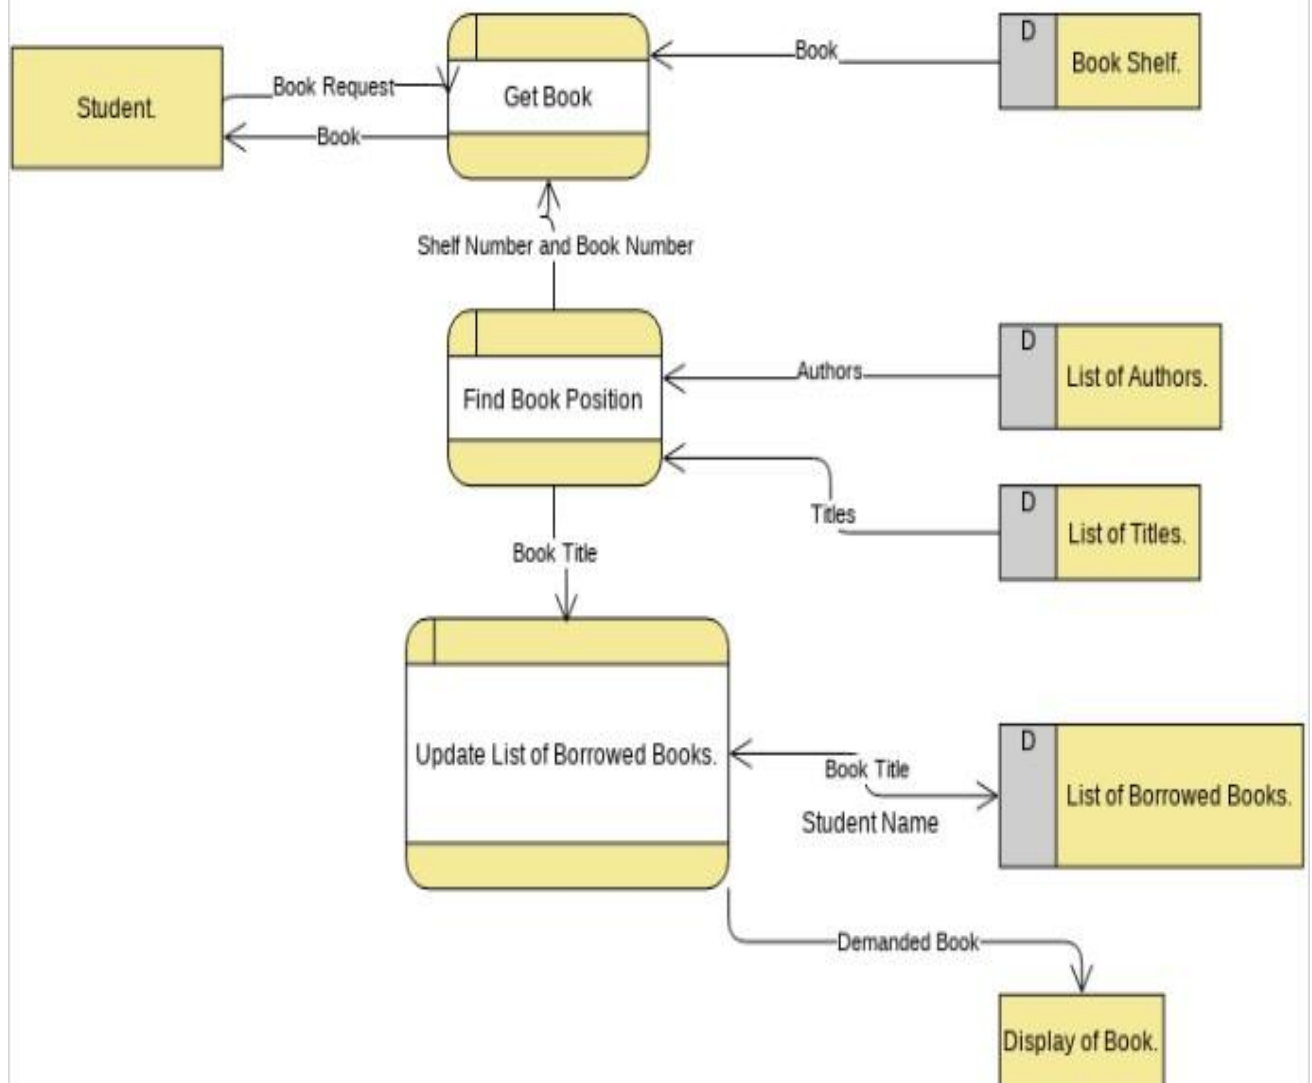 D
Book
Book Shelf.
Student.
Book Request
Get Book
Book
Shelf Number and Book Number
D
Authors
List of Authors.
Find Book Position
D
Titles
List of Titles.
Book Title
D
Update List of Borrowed Books.
Book Title
List of Borrowed Books.
Student Name
Demanded Book
Display of Book.